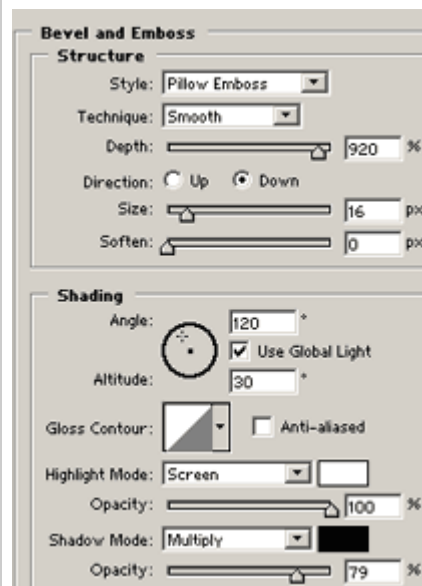 Bevel and Emboss
Structure
Style: Pillow Emboss
Technique: Smooth
Depth: 920 %
Direction: Up Down
Size: 16 px
Soften: 0 px
Shading
Angle: 120 °
Use Global Light
Altitude: 30 °
Gloss Contour: Anti-aliased
Highlight Mode: Screen
Opacity: 100 %
Shadow Mode: Multiply
Opacity: 79 %